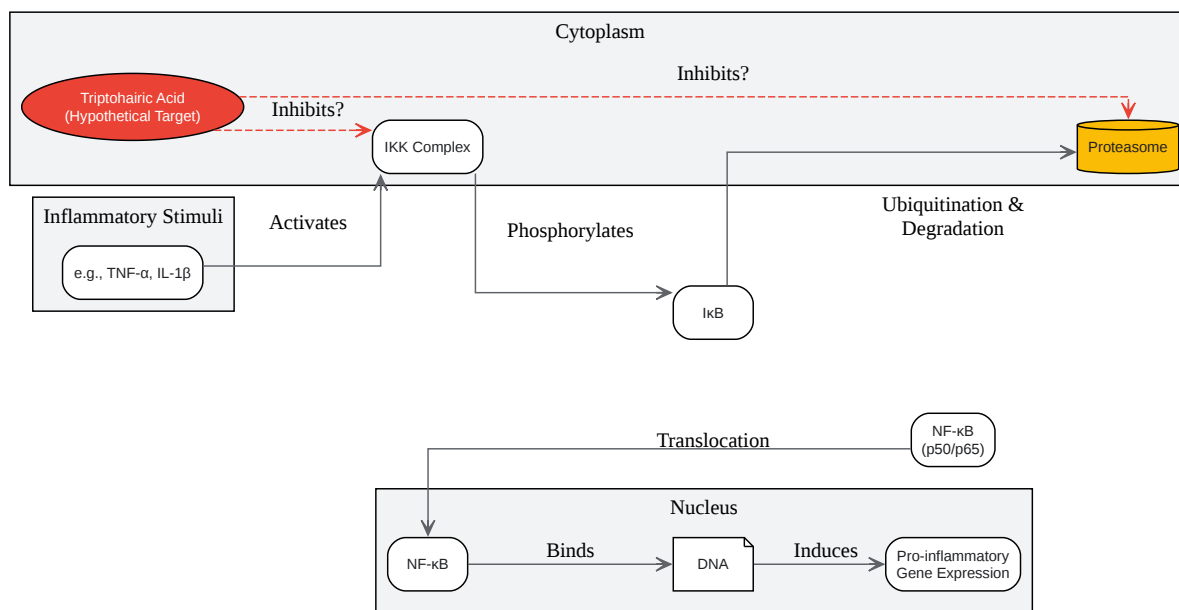 Cytoplasm
Inhibits?
Triptohairic Acid
(Hypothetical Target)
Inhibits?
IKK Complex
Proteasome
Inflammatory Stimuli
Activates
Phosphorylates
Ubiquitination &
Degradation
e.g., TNF-α, IL-1β
IκB
Translocation
NF-κB
(p50/p65)
Nucleus
NF-κB
Binds
DNA
Induces
Pro-inflammatory
Gene Expression